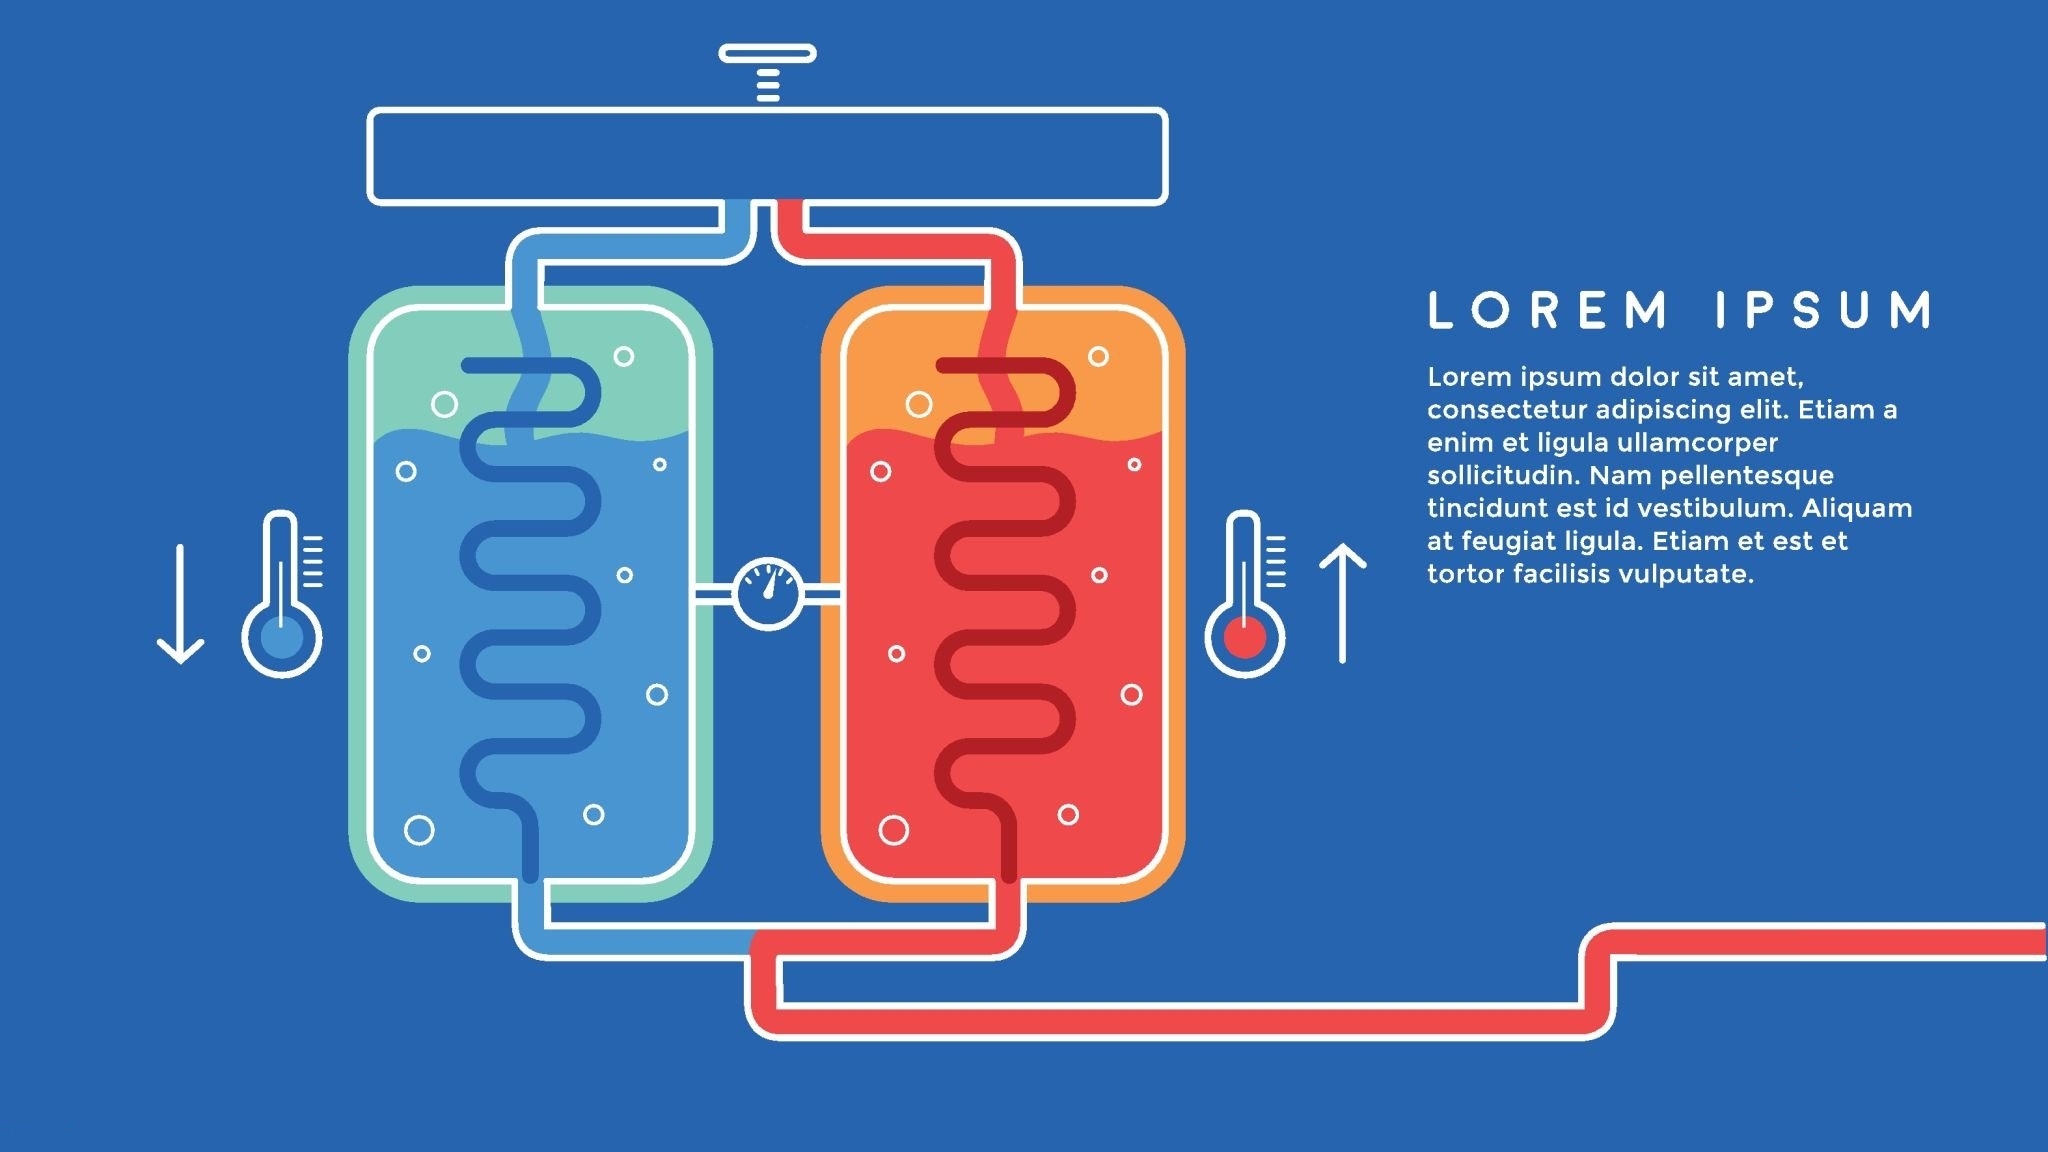 LOREM IPSUM
Lorem ipsum dolor sit amet,
consectetur adipiscing elit. Etiam a
enim et ligula ullamcorper
sollicitudin. Nam pellentesque
tincidunt est id vestibulum. Aliquam
at feugiat ligula. Etiam et est et
tortor facilisis vulputate.